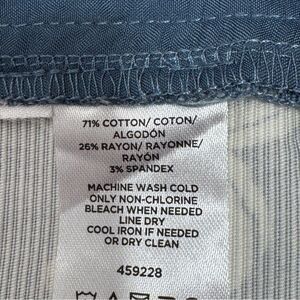 71% COTTON/ COTON/
ALGODÓN
26% RAYON/ RAYONNE/
RAYÓN
3% SPANDEX
MACHINE WASH COLD
ONLY NON-CHLORINE
BLEACH WHEN NEEDED
LINE DRY
COOL IRON IF NEEDED
OR DRY CLEAN
459228